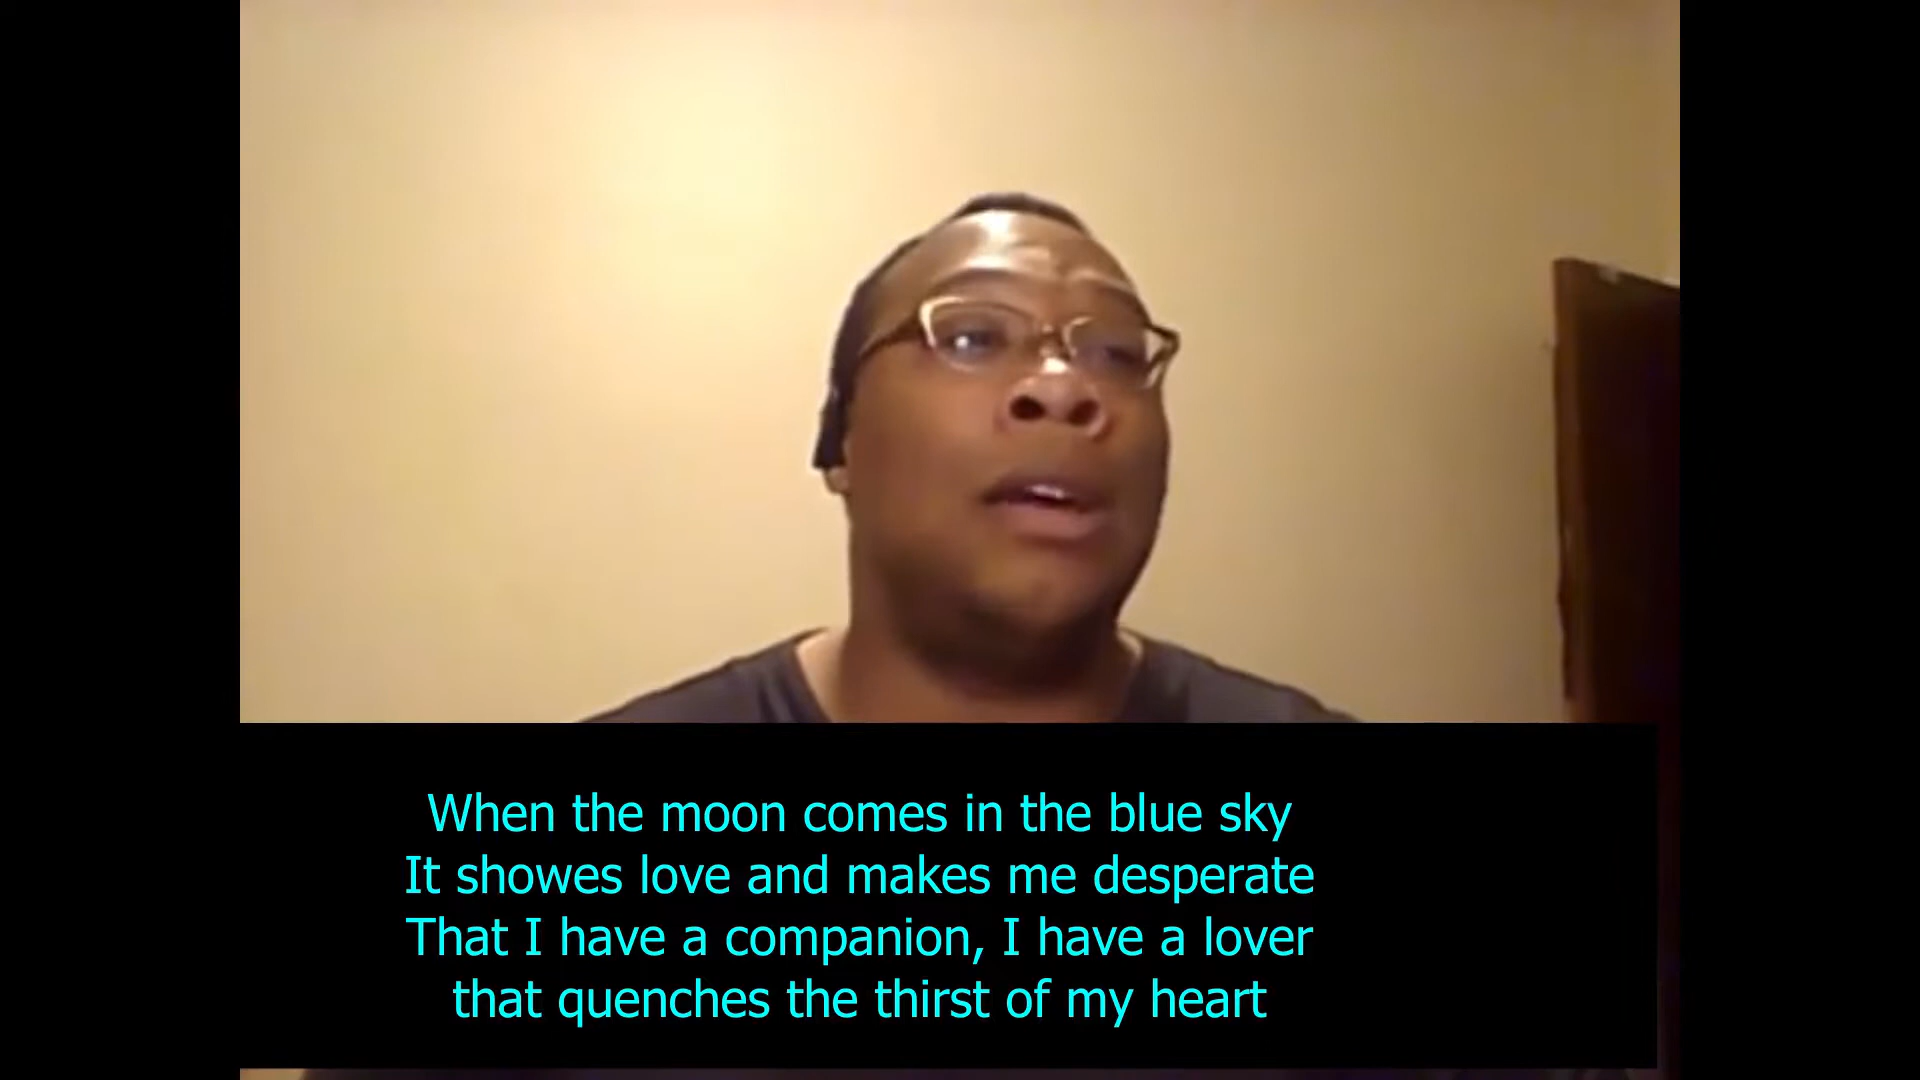 When the moon comes in the blue sky
It showes love and makes me desperate
That I have a companion, I have a lover
that quenches the thirst of my heart